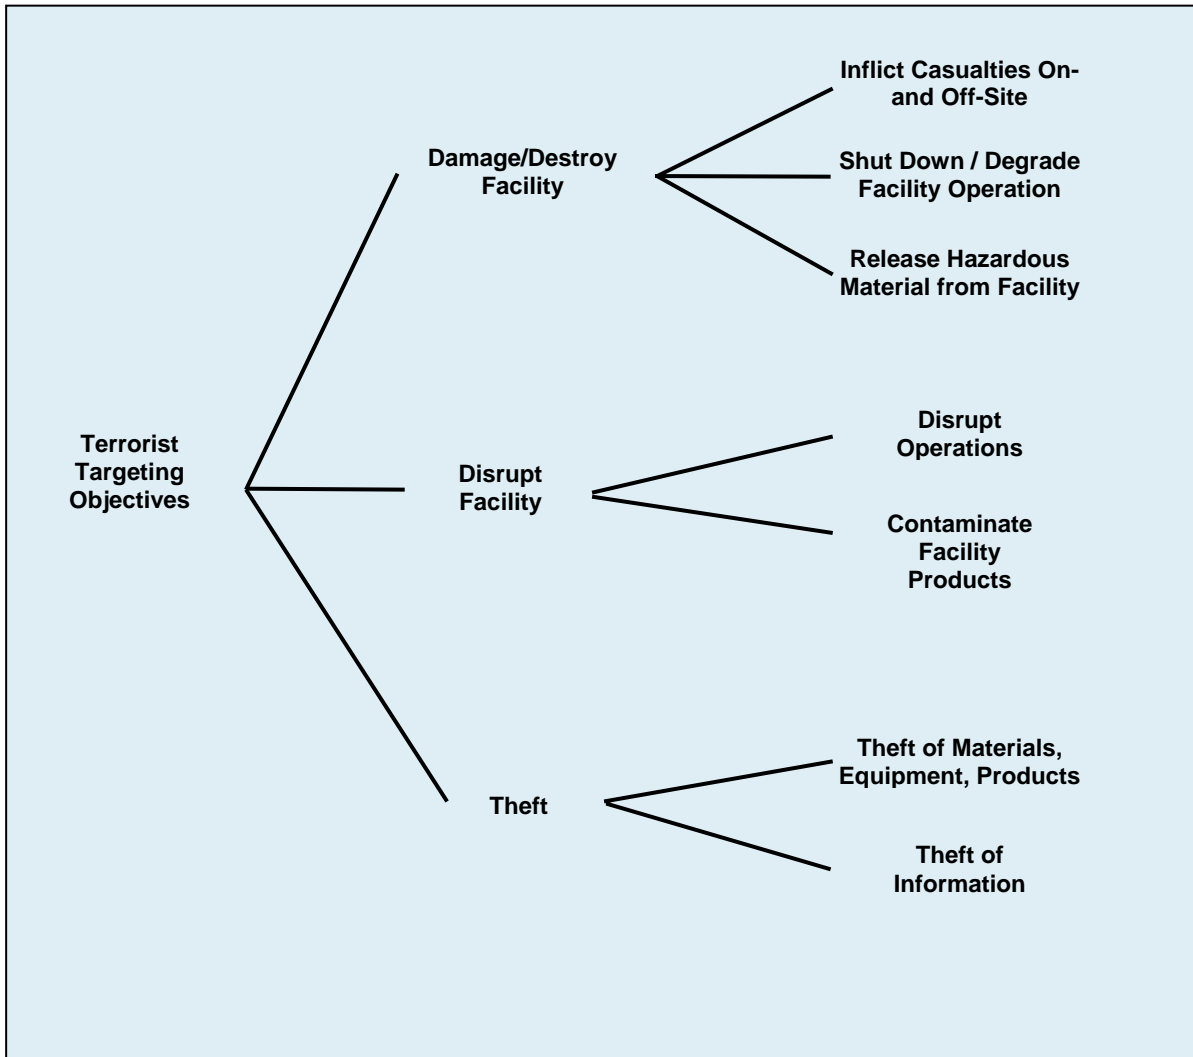 Inflict Casualties On-
and Off-Site
Damage/Destroy
Facility
Shut Down / Degrade
Facility Operation
Release Hazardous
Material from Facility
Terrorist
Targeting
Objectives
Disrupt
Facility
Disrupt
Operations
Contaminate
Facility
Products
Theft
Theft of Materials,
Equipment, Products
Theft of
Information